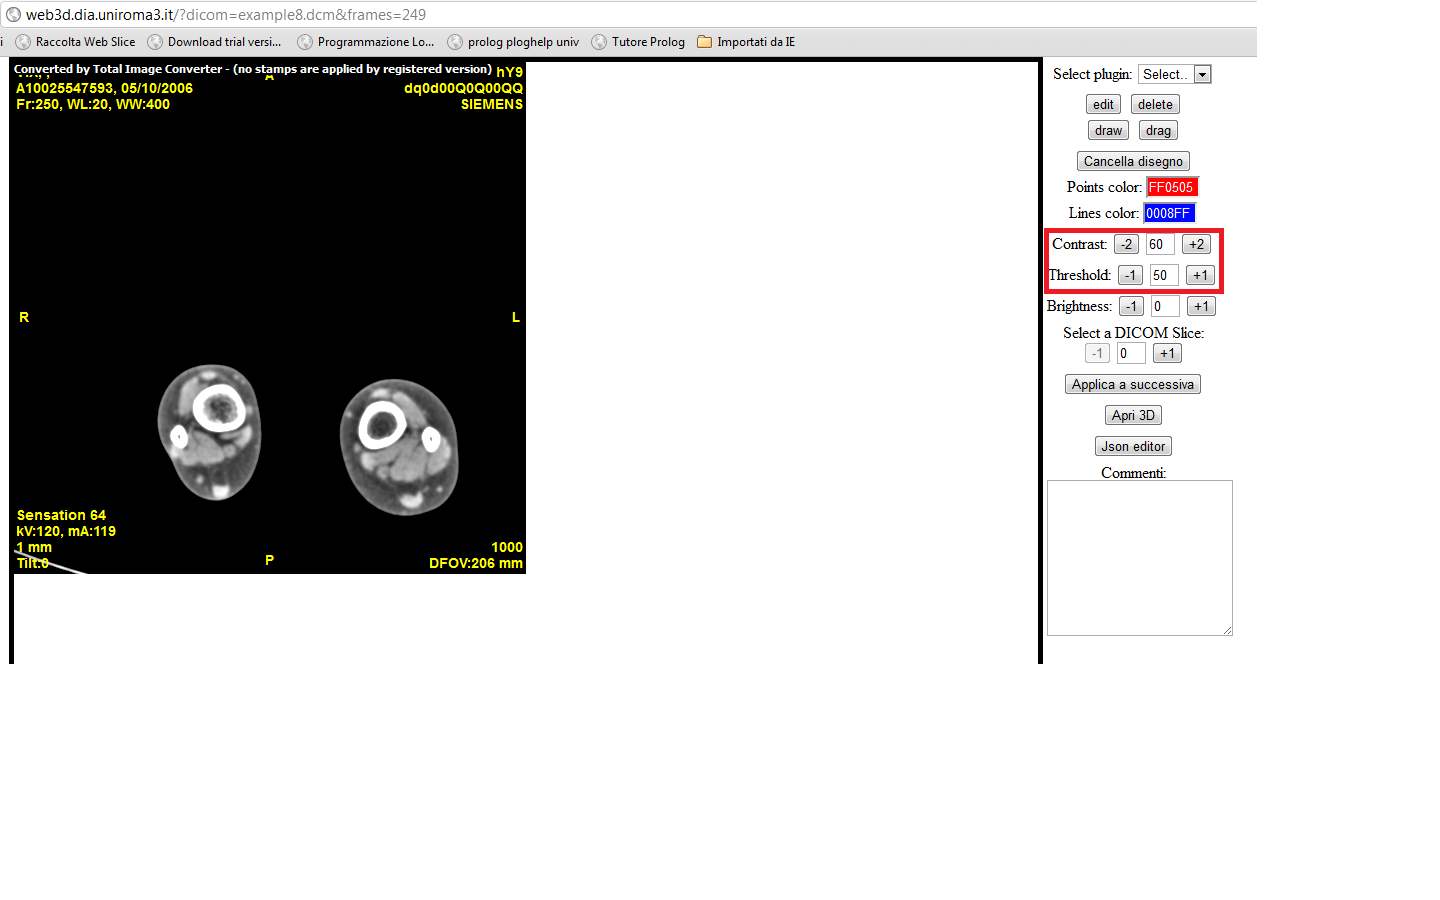 web3d.dia.uniroma3.it/?dicom=example8.dcm&frames=249
i Raccolta Web Slice Download trial versi... Programmazione Lo... prolog ploghelp univ Tutore Prolog Importati da IE
Converted by Total Image Converter - (no stamps are applied by registered version) hY9
A
A10025547593, 05/10/2006 dq0d00Q0Q00QQ
Fr:250, WL:20, WW:400 SIEMENS
R L
Sensation 64
kV:120, mA:119
1 mm 1000
Tilt:0 P DFOV:206 mm
Select plugin: Select..
edit delete
draw drag
Cancella disegno
Points color: FF0505
Lines color: 0008FF
Contrast: -2 60 +2
Threshold: -1 50 +1
Brightness: -1 0 +1
Select a DICOM Slice:
-1 0 +1
Applica a successiva
Apri 3D
Json editor
Commenti: